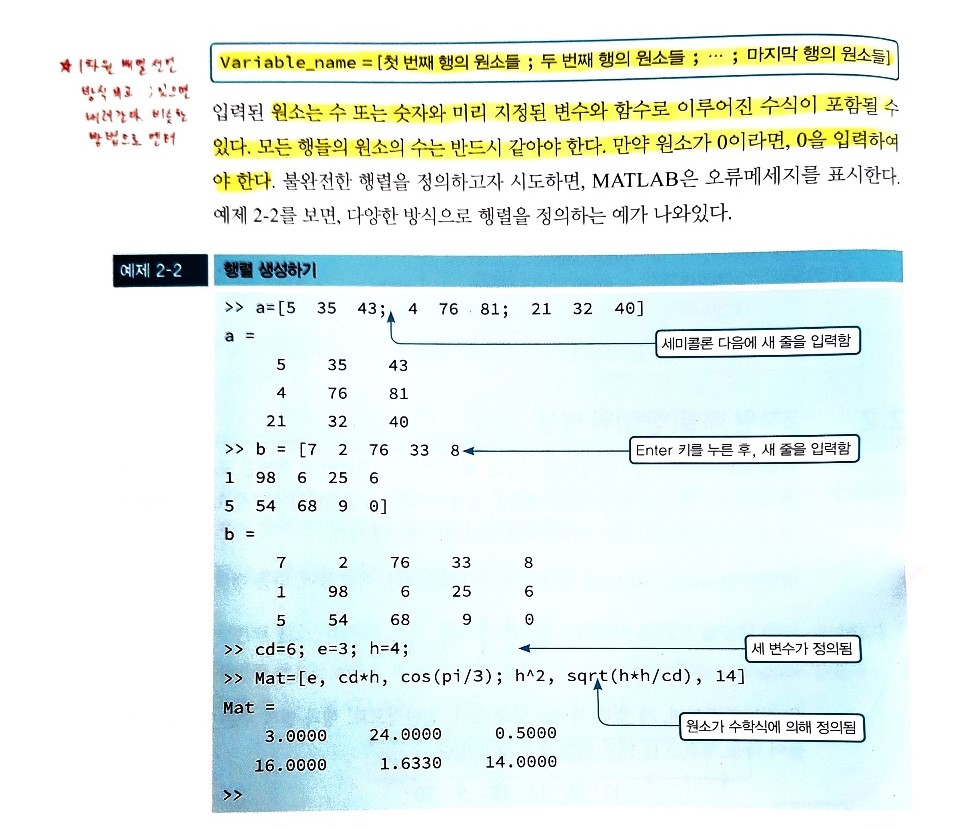 Variable_name = [첫 번째 행의 원소들 ; 두 번째 행의 원소들 ; ⋯ ; 마지막 행의 원소들]
★ 1차원 배열 선언
방식하고 ; 있으면
내려간다. 비슷한
방법으로 엔터
입력된 원소는 수 또는 숫자와 미리 지정된 변수와 함수로 이루어진 수식이 포함될 수
있다. 모든 행들의 원소의 수는 반드시 같아야 한다. 만약 원소가 0이라면, 0을 입력하여
야 한다. 불완전한 행렬을 정의하고자 시도하면, MATLAB은 오류메세지를 표시한다.
예제 2-2를 보면, 다양한 방식으로 행렬을 정의하는 예가 나와있다.
예제 2-2 행렬 생성하기
>> a=[5 35 43; 4 76 81; 21 32 40]
세미콜론 다음에 새 줄을 입력함
a =
5 35 43
4 76 81
21 32 40
>> b = [7 2 76 33 8
Enter 키를 누른 후, 새 줄을 입력함
1 98 6 25 6
5 54 68 9 0]
b =
7 2 76 33 8
1 98 6 25 6
5 54 68 9 0
>> cd=6; e=3; h=4;
세 변수가 정의됨
>> Mat=[e, cd*h, cos(pi/3); h^2, sqrt(h*h/cd), 14]
Mat =
원소가 수학식에 의해 정의됨
3.0000 24.0000 0.5000
16.0000 1.6330 14.0000
>>